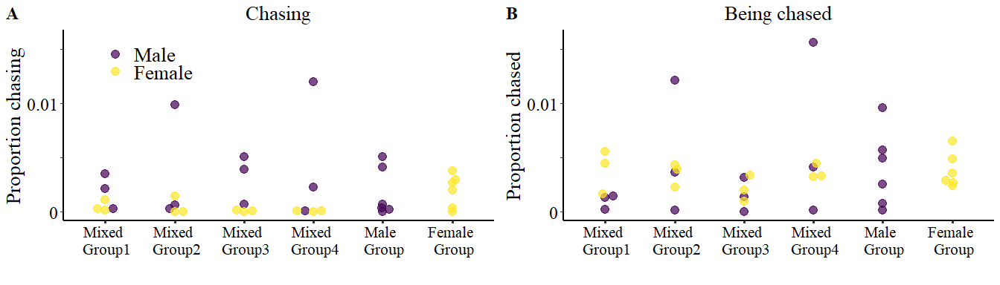 A
Chasing
Proportion chasing
Male
Female
0.01
0
Mixed Group1
Mixed Group2
Mixed Group3
Mixed Group4
Male Group
Female Group
B
Being chased
Proportion chased
0.01
0
Mixed Group1
Mixed Group2
Mixed Group3
Mixed Group4
Male Group
Female Group